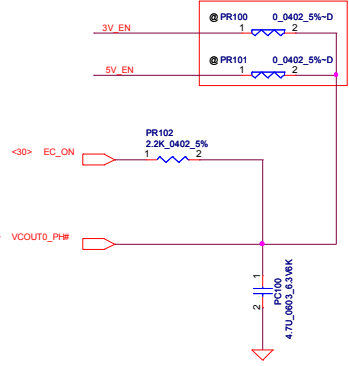 @ PR100 0_0402_5%~D
3V_EN 1 2
@ PR101 0_0402_5%~D
5V_EN 1 2
PR102
2.2K_0402_5%
<30> EC_ON 1 2
VCOUT0_PH#
1
PC100
4.7U_0603_6.3V6K
2